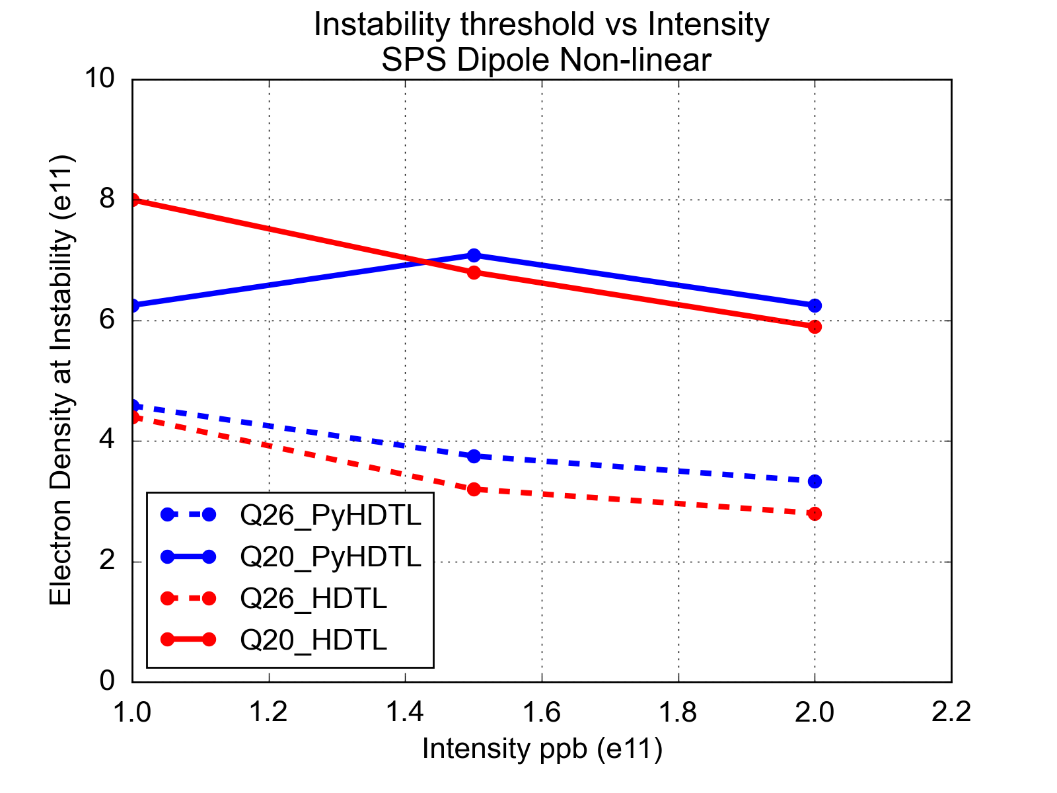 Instability threshold vs Intensity
SPS Dipole Non-linear
Electron Density at Instability (e11)
10
8
6
4
2
0
Q26_PyHDTL
Q20_PyHDTL
Q26_HDTL
Q20_HDTL
1.0 1.2 1.4 1.6 1.8 2.0 2.2
Intensity ppb (e11)